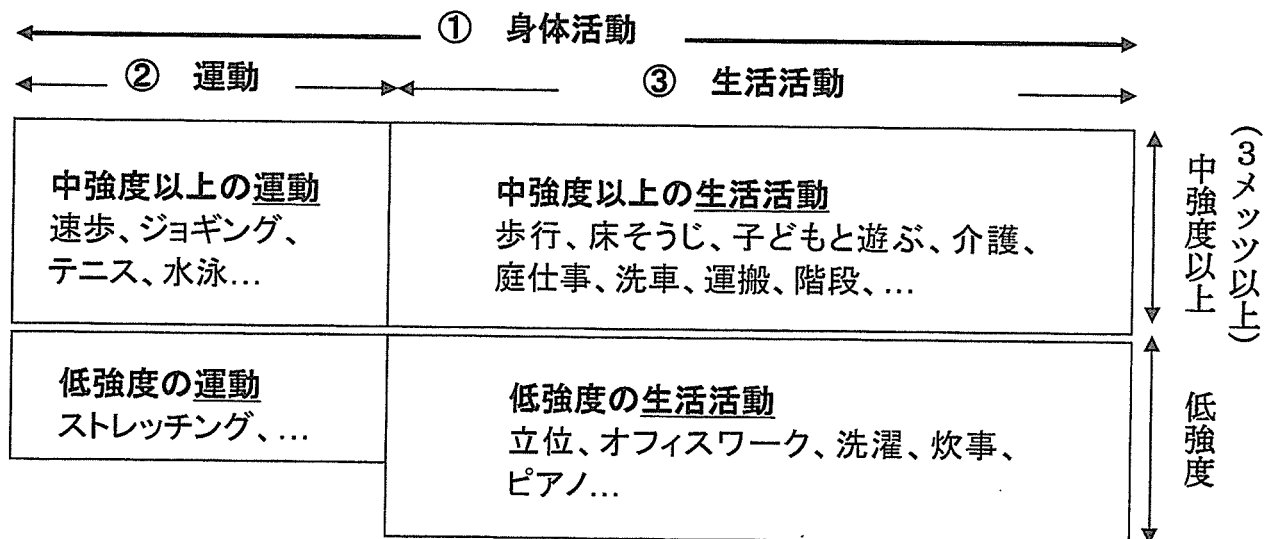 ① 身体活動
② 運動
③ 生活活動
中強度以上の運動
速歩、ジョギング、
テニス、水泳…
中強度以上の生活活動
歩行、床そうじ、子どもと遊ぶ、介護、
庭仕事、洗車、運搬、階段、…
中強度以上
（3メッツ以上）
低強度の運動
ストレッチング、…
低強度の生活活動
立位、オフィスワーク、洗濯、炊事、
ピアノ…
低強度